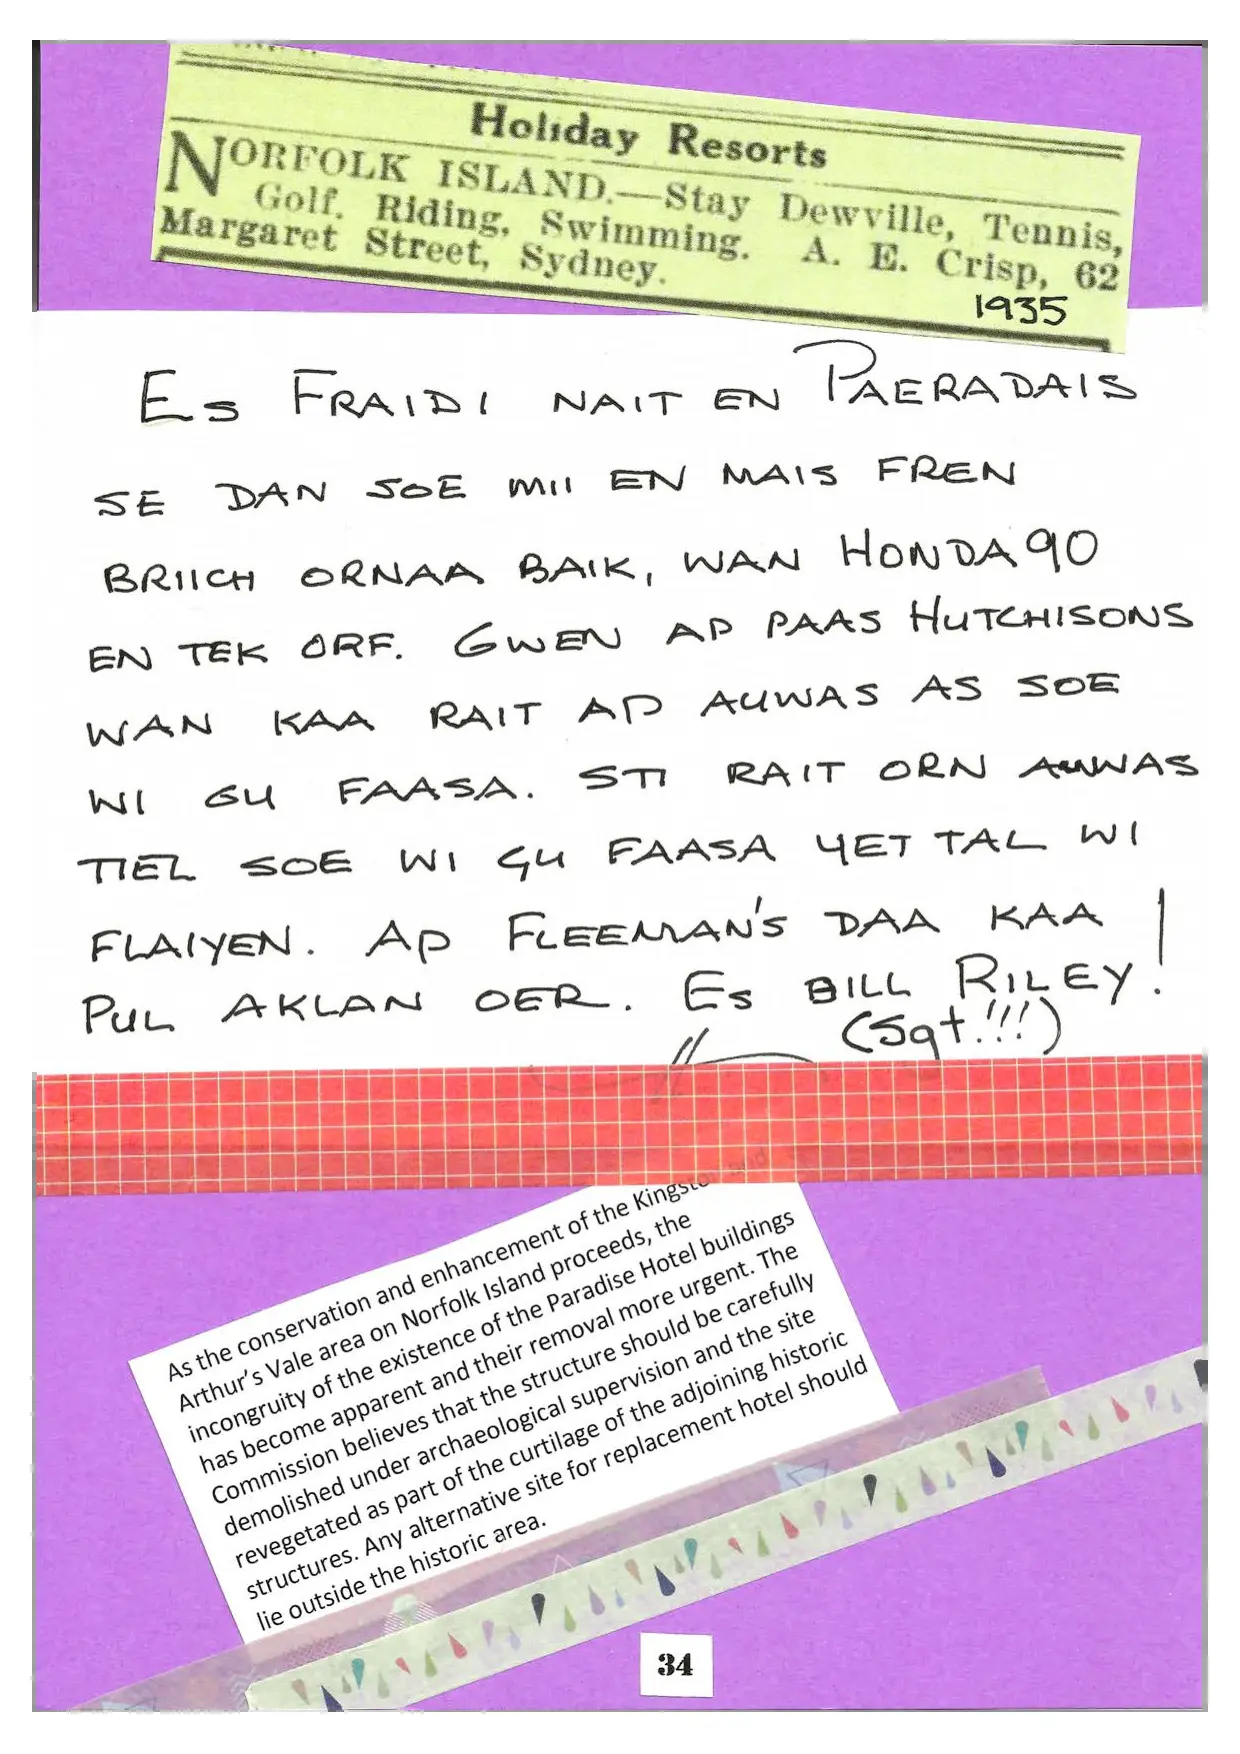 Holiday Resorts
NORFOLK ISLAND.—Stay Dewville, Tennis,
Golf, Riding, Swimming. A. E. Crisp, 62
Margaret Street, Sydney.
1935
ES FRAIDI NAIT EN PAERADAIS
SE DAN SOE MII EN MAIS FREN
BRIICH ORNAA BAIK, WAN HONDA 90
EN TEK ORF. GWEN AP PAAS HUTCHISONS
WAN KAA RAIT AP AUWAS AS SOE
WI GU FAASA. STI RAIT ORN AUWAS
TIEL SOE WI GU FAASA YET TAL WI
FLAIYEN. AP FLEEMAN'S DAA KAA
PUL AKLAN OER. ES BILL RILEY!
(Sgt.!!!)
As the conservation and enhancement of the Kingston and
Arthur's Vale area on Norfolk Island proceeds, the
incongruity of the existence of the Paradise Hotel buildings
has become apparent and their removal more urgent. The
Commission believes that the structure should be carefully
demolished under archaeological supervision and the site
revegetated as part of the curtilage of the adjoining historic
structures. Any alternative site for replacement hotel should
lie outside the historic area.
34